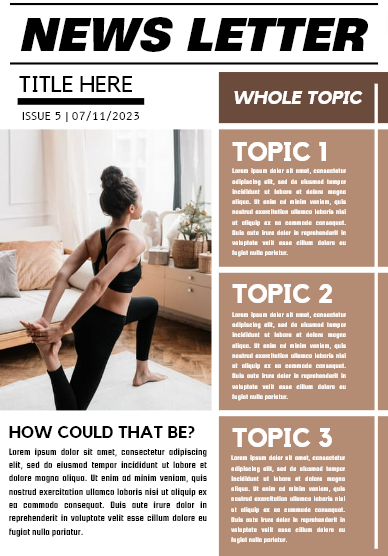 NEWS LETTER
TITLE HERE
ISSUE 5 | 07/11/2023
WHOLE TOPIC
TOPIC 1
Lorem ipsum dolor sit amet, consectetur
adipiscing elit, sed do eiusmod tempor
incididunt ut labore et dolore magna
aliqua. Ut enim ad minim veniam, quis
nostrud exercitation ullamco laboris nisi
ut aliquip ex ea commodo consequat.
Duis aute irure dolor in reprehenderit in
voluptate velit esse cillum dolore eu
fugiat nulla pariatur.
TOPIC 2
Lorem ipsum dolor sit amet, consectetur
adipiscing elit, sed do eiusmod tempor
incididunt ut labore et dolore magna
aliqua. Ut enim ad minim veniam, quis
nostrud exercitation ullamco laboris nisi
ut aliquip ex ea commodo consequat.
Duis aute irure dolor in reprehenderit in
voluptate velit esse cillum dolore eu
fugiat nulla pariatur.
TOPIC 3
Lorem ipsum dolor sit amet, consectetur
adipiscing elit, sed do eiusmod tempor
incididunt ut labore et dolore magna
aliqua. Ut enim ad minim veniam, quis
nostrud exercitation ullamco laboris nisi
ut aliquip ex ea commodo consequat.
Duis aute irure dolor in reprehenderit in
voluptate velit esse cillum dolore eu
fugiat nulla pariatur.
HOW COULD THAT BE?
Lorem ipsum dolor sit amet, consectetur adipiscing
elit, sed do eiusmod tempor incididunt ut labore et
dolore magna aliqua. Ut enim ad minim veniam, quis
nostrud exercitation ullamco laboris nisi ut aliquip ex
ea commodo consequat. Duis aute irure dolor in
reprehenderit in voluptate velit esse cillum dolore eu
fugiat nulla pariatur.